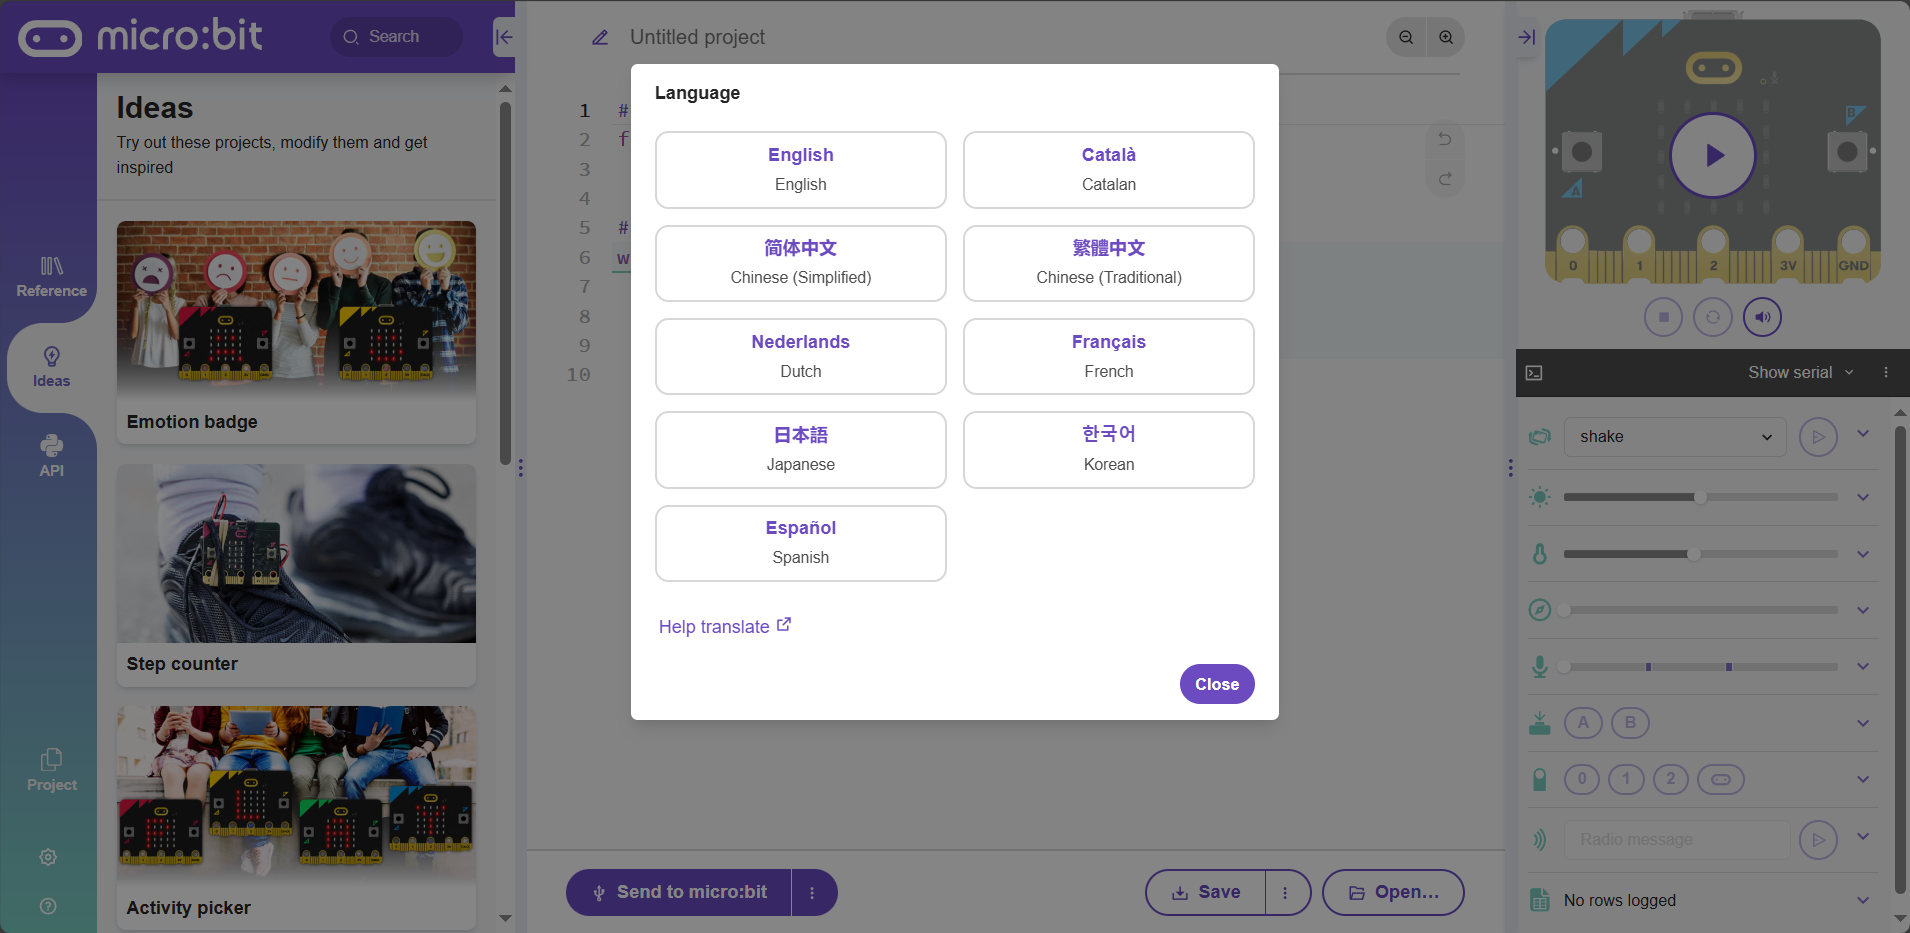 micro:bit
Search
Untitled project
Ideas
Try out these projects, modify them and get
inspired
Reference
Ideas
API
Project
Emotion badge
Step counter
Activity picker
1 #
2 f
3
4
5 #
6 w
7
8
9
10
Language
English
English
Català
Catalan
简体中文
Chinese (Simplified)
繁體中文
Chinese (Traditional)
Nederlands
Dutch
Français
French
日本語
Japanese
한국어
Korean
Español
Spanish
Help translate
Close
Send to micro:bit
Save
Open...
B
A
0 1 2 3V GND
Show serial
shake
A B
0 1 2
Radio message
No rows logged